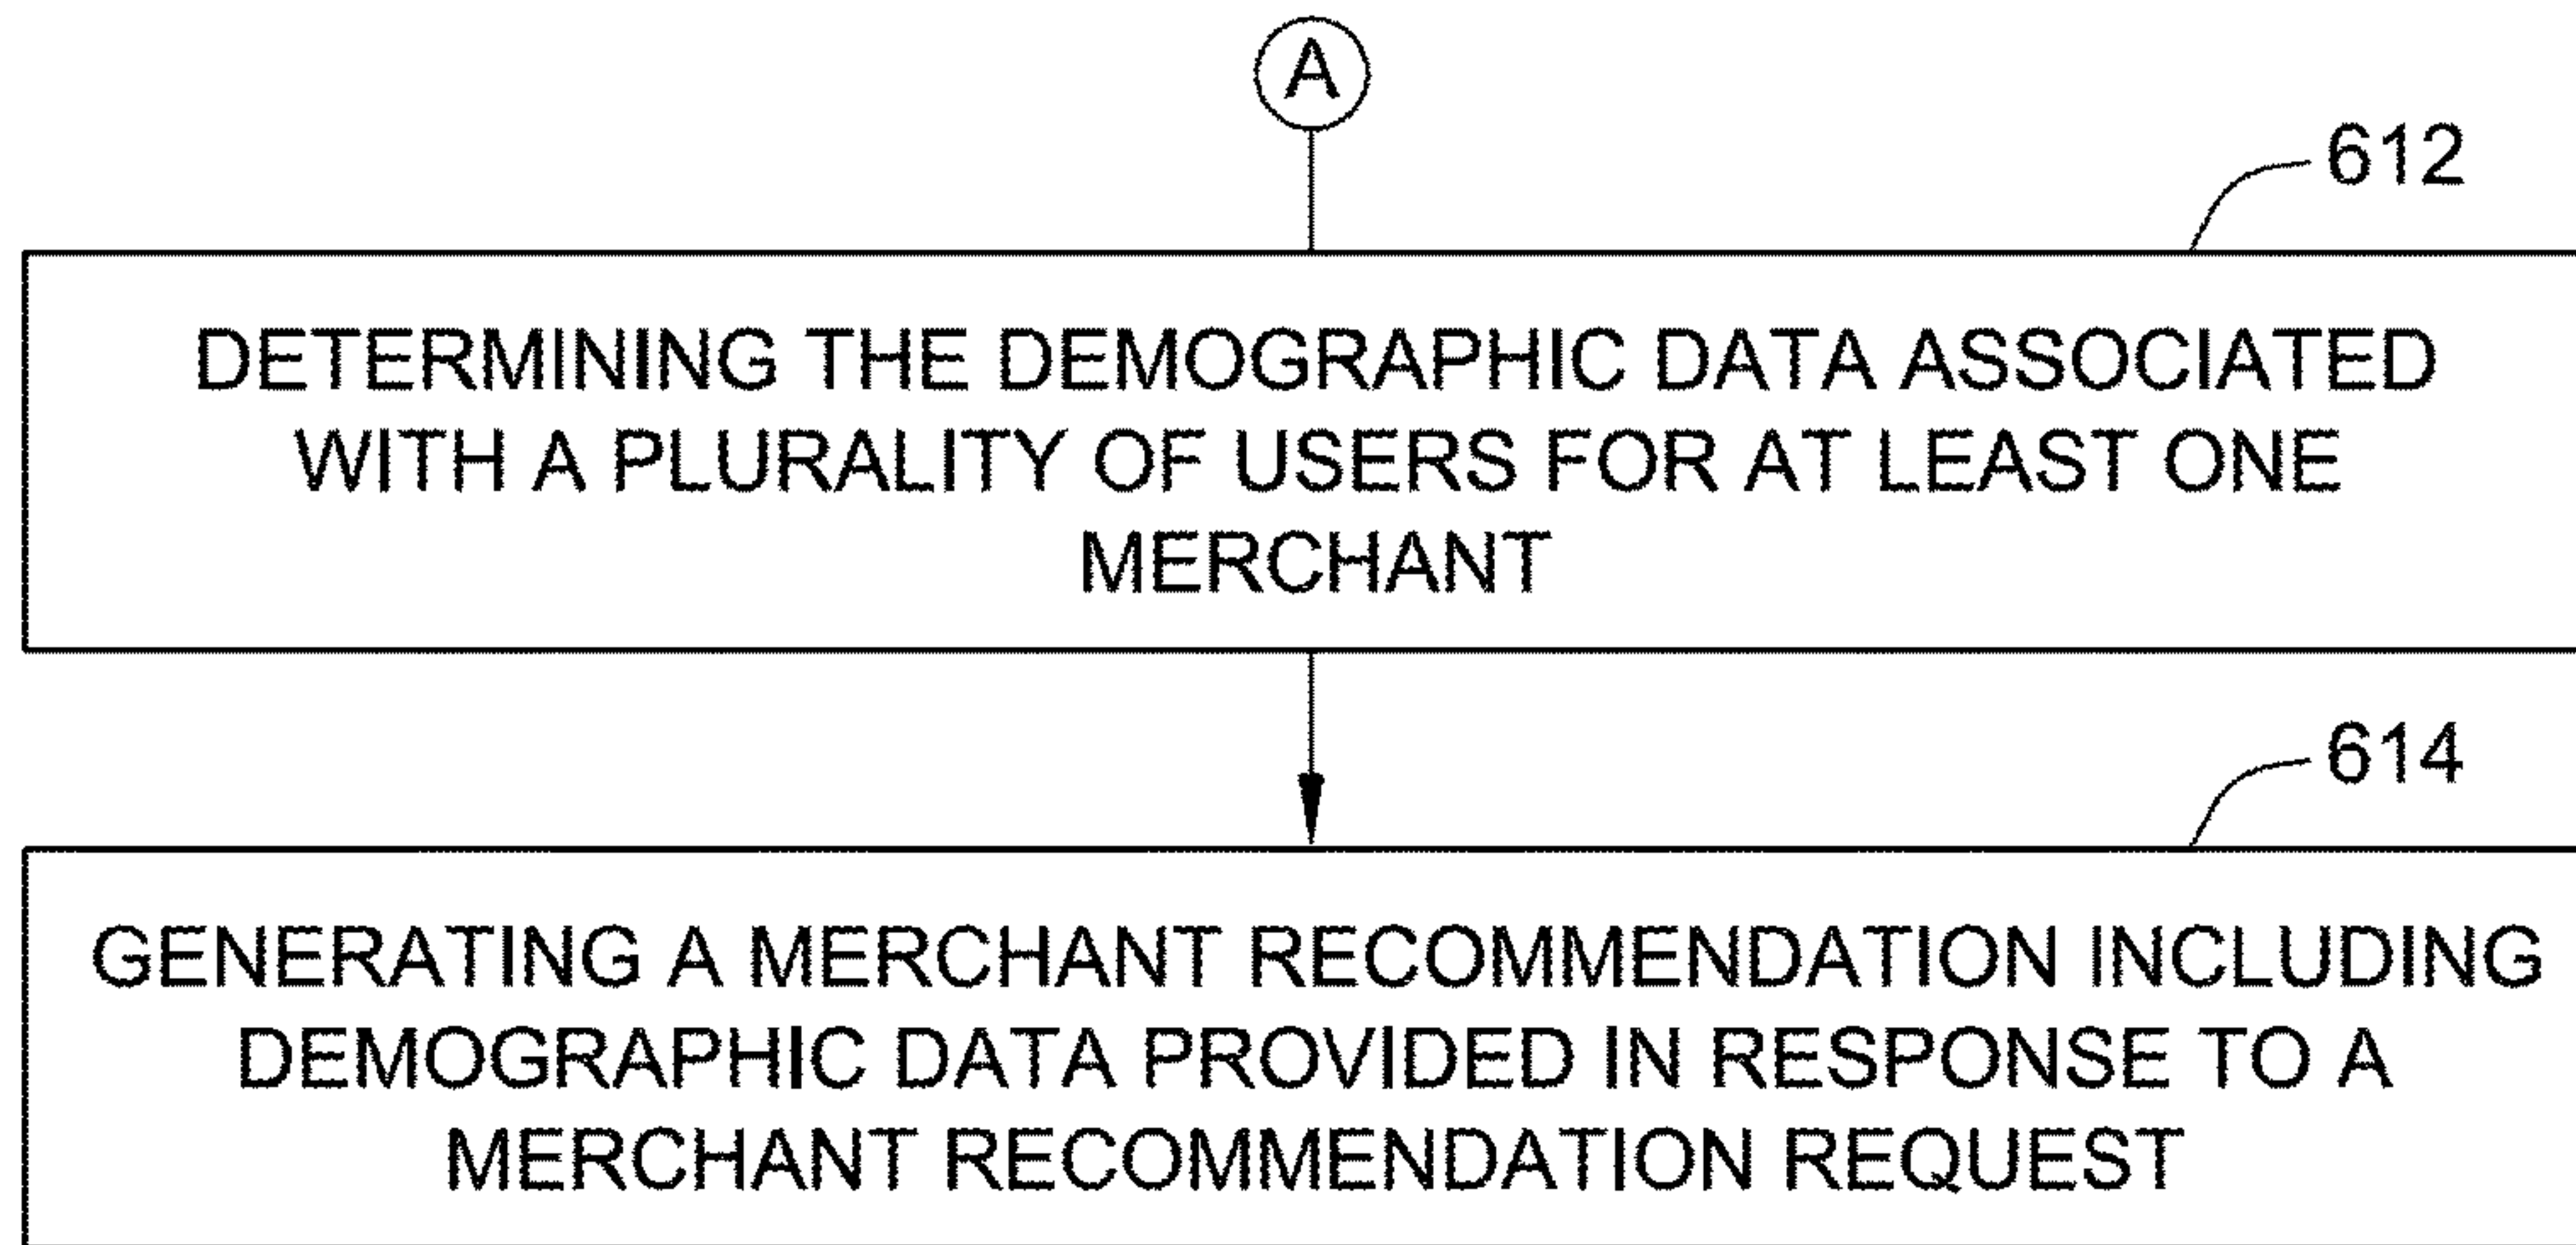 A
612
DETERMINING THE DEMOGRAPHIC DATA ASSOCIATED
WITH A PLURALITY OF USERS FOR AT LEAST ONE
MERCHANT
614
GENERATING A MERCHANT RECOMMENDATION INCLUDING
DEMOGRAPHIC DATA PROVIDED IN RESPONSE TO A
MERCHANT RECOMMENDATION REQUEST